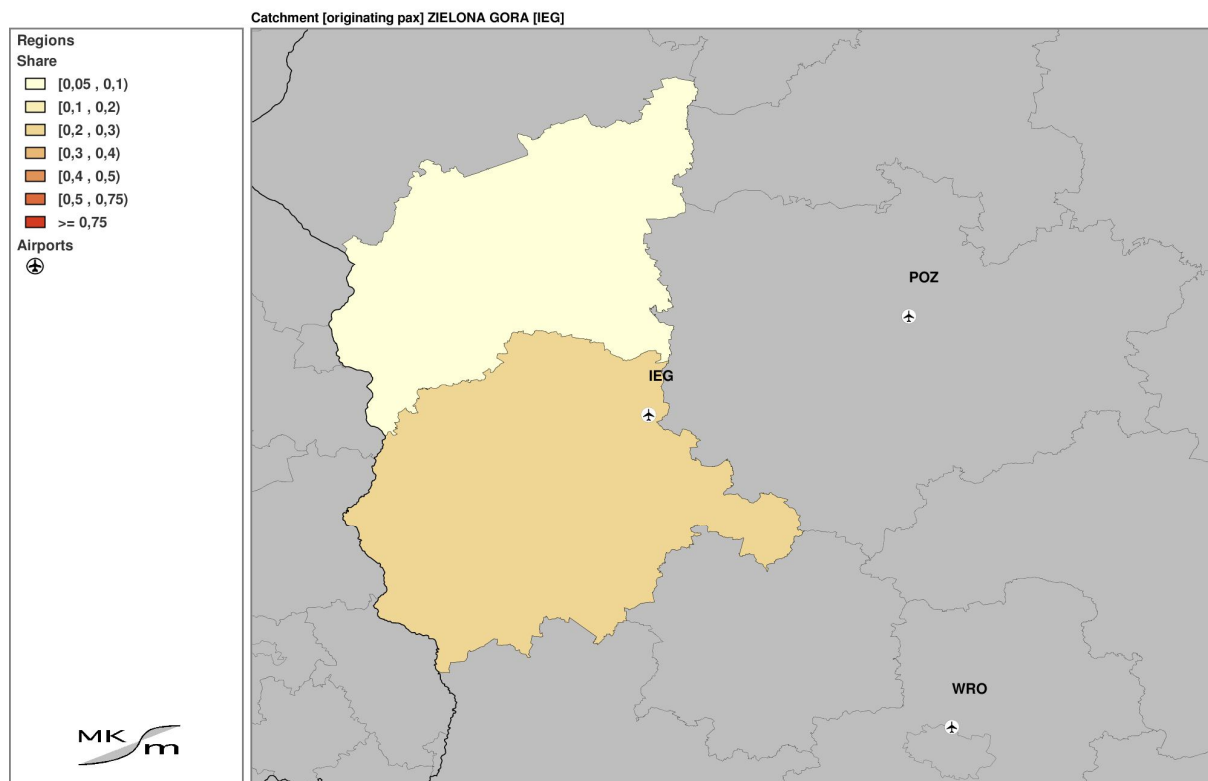 Catchment [originating pax] ZIELONA GORA [IEG]
Regions
Share
[0,05 , 0,1)
[0,1 , 0,2)
[0,2 , 0,3)
[0,3 , 0,4)
[0,4 , 0,5)
[0,5 , 0,75)
>= 0,75
Airports
POZ
IEG
WRO
MK
m